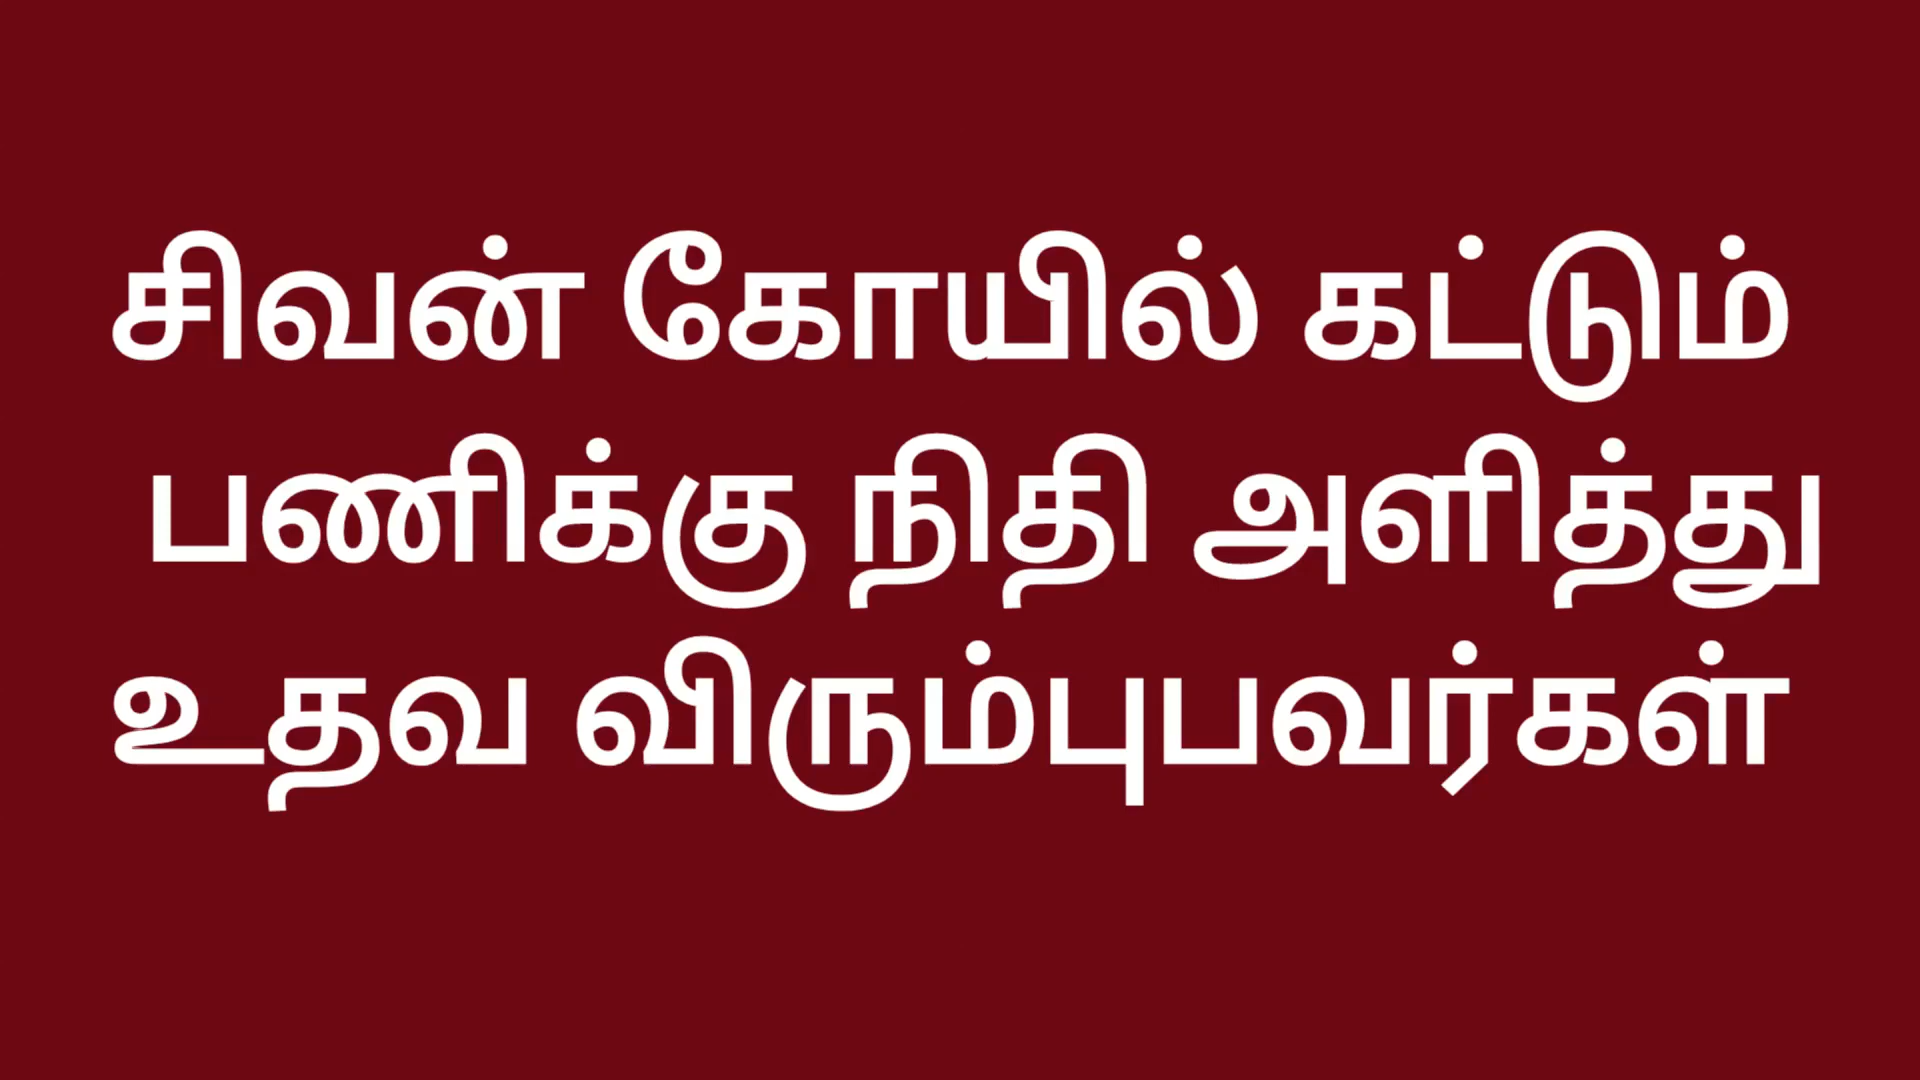 சிவன் கோயில் கட்டும்
பணிக்கு நிதி அளித்து
உதவ விரும்புபவர்கள்